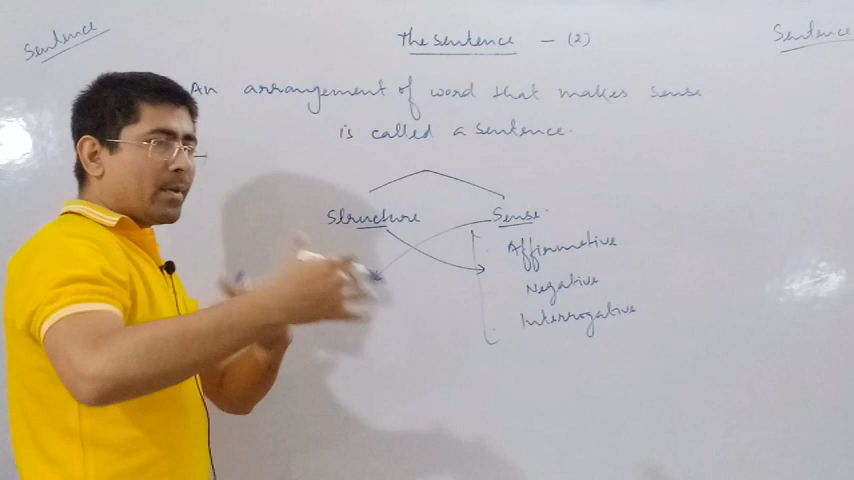 Sentence
The Sentence - (2)
Sentence
An arrangement of word that makes sense
is called a sentence.
Structure
Sense
Affirmative
Negative
Interrogative